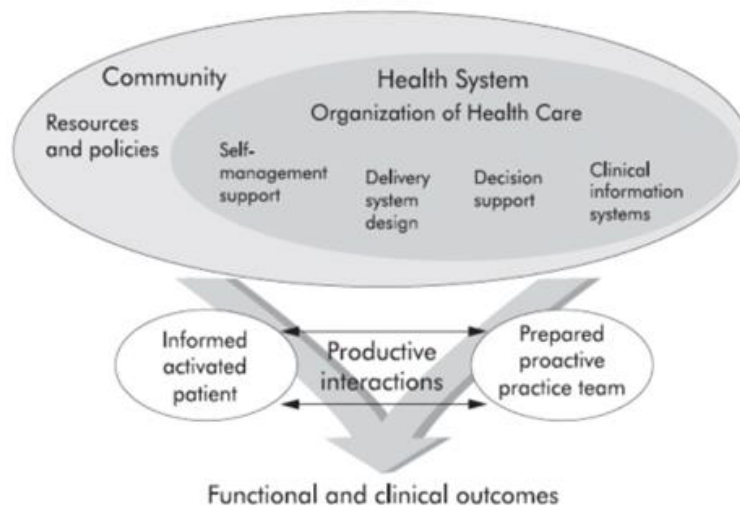 Community
Health System
Organization of Health Care
Resources
and policies
Self-
management
support
Delivery
system
design
Decision
support
Clinical
information
systems
Informed
activated
patient
Productive
interactions
Prepared
proactive
practice team
Functional and clinical outcomes